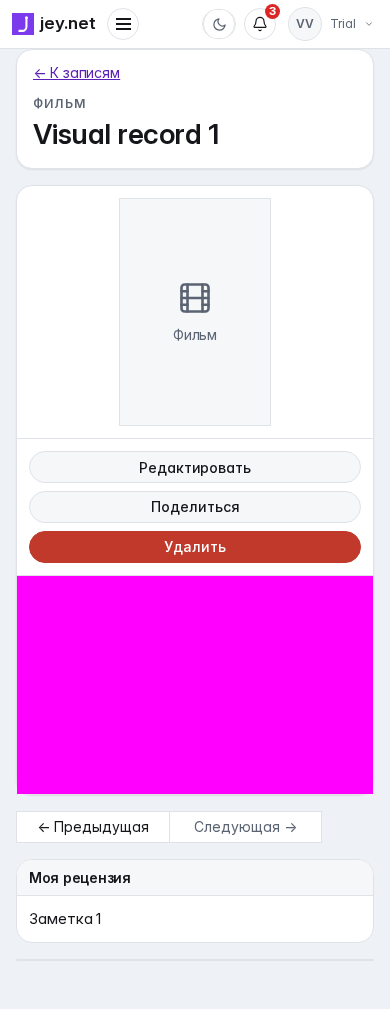 J jey.net 3 VV Trial
← К записям
ФИЛЬМ
Visual record 1
Фильм
Редактировать
Поделиться
Удалить
← Предыдущая Следующая →
Моя рецензия
Заметка 1